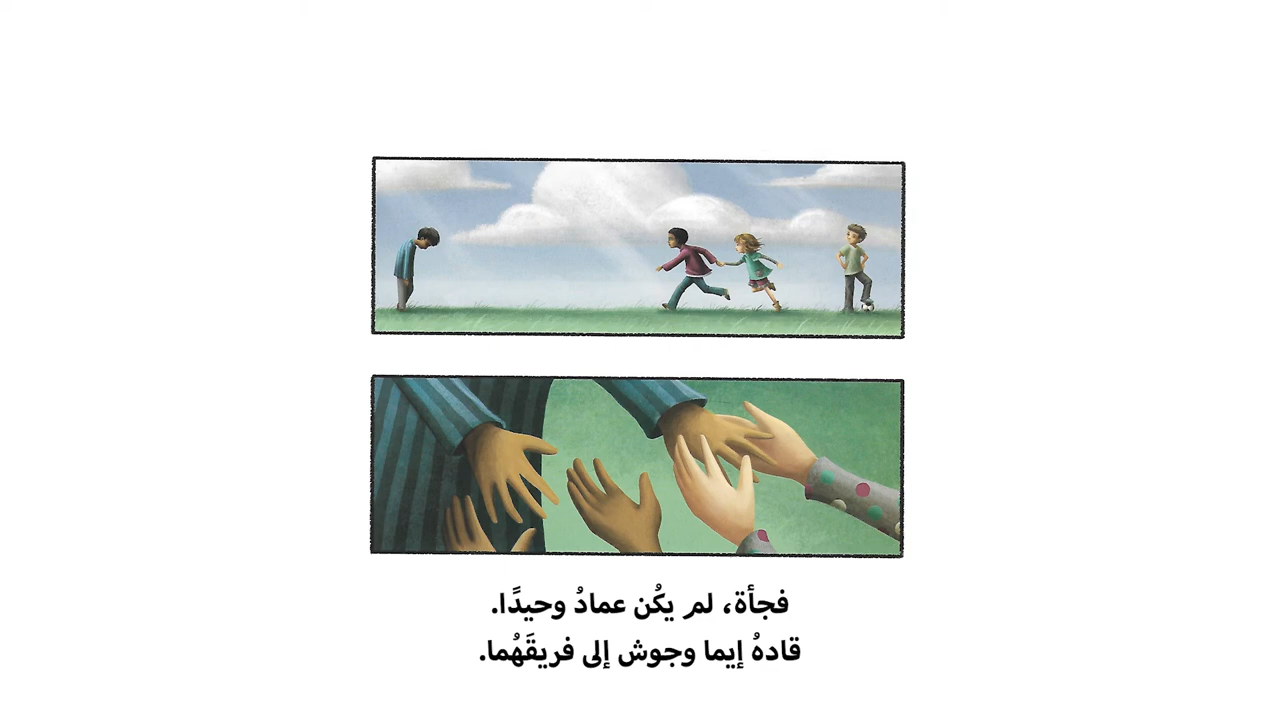 فجأة، لم يكُن عمادُ وحيدًا.
قادهُ إيما وجوش إلى فريقَهُما.